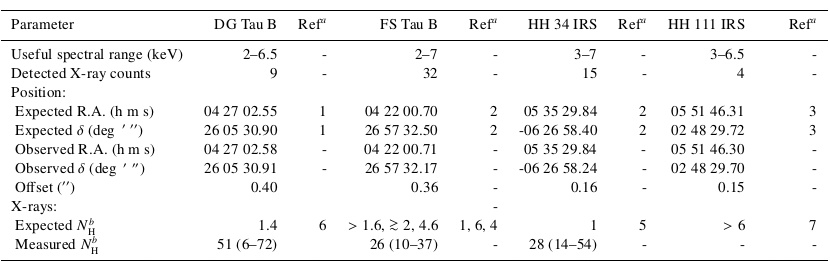 Parameter DG Tau B Ref^a FS Tau B Ref^a HH 34 IRS Ref^a HH 111 IRS Ref^a
Useful spectral range (keV) 2–6.5 - 2–7 - 3–7 - 3–6.5 -
Detected X-ray counts 9 - 32 - 15 - 4 -
Position:
Expected R.A. (h m s) 04 27 02.55 1 04 22 00.70 2 05 35 29.84 2 05 51 46.31 3
Expected δ (deg ′ ″) 26 05 30.90 1 26 57 32.50 2 -06 26 58.40 2 02 48 29.72 3
Observed R.A. (h m s) 04 27 02.58 - 04 22 00.71 - 05 35 29.84 - 05 51 46.30 -
Observed δ (deg ′ ″) 26 05 30.91 - 26 57 32.17 - -06 26 58.24 - 02 48 29.70 -
Offset (″) 0.40 - 0.36 - 0.16 - 0.15 -
X-rays: -
Expected N_H^b 1.4 6 > 1.6, ≳ 2, 4.6 1, 6, 4 1 5 > 6 7
Measured N_H^b 51 (6–72) 26 (10–37) - 28 (14–54) - - -